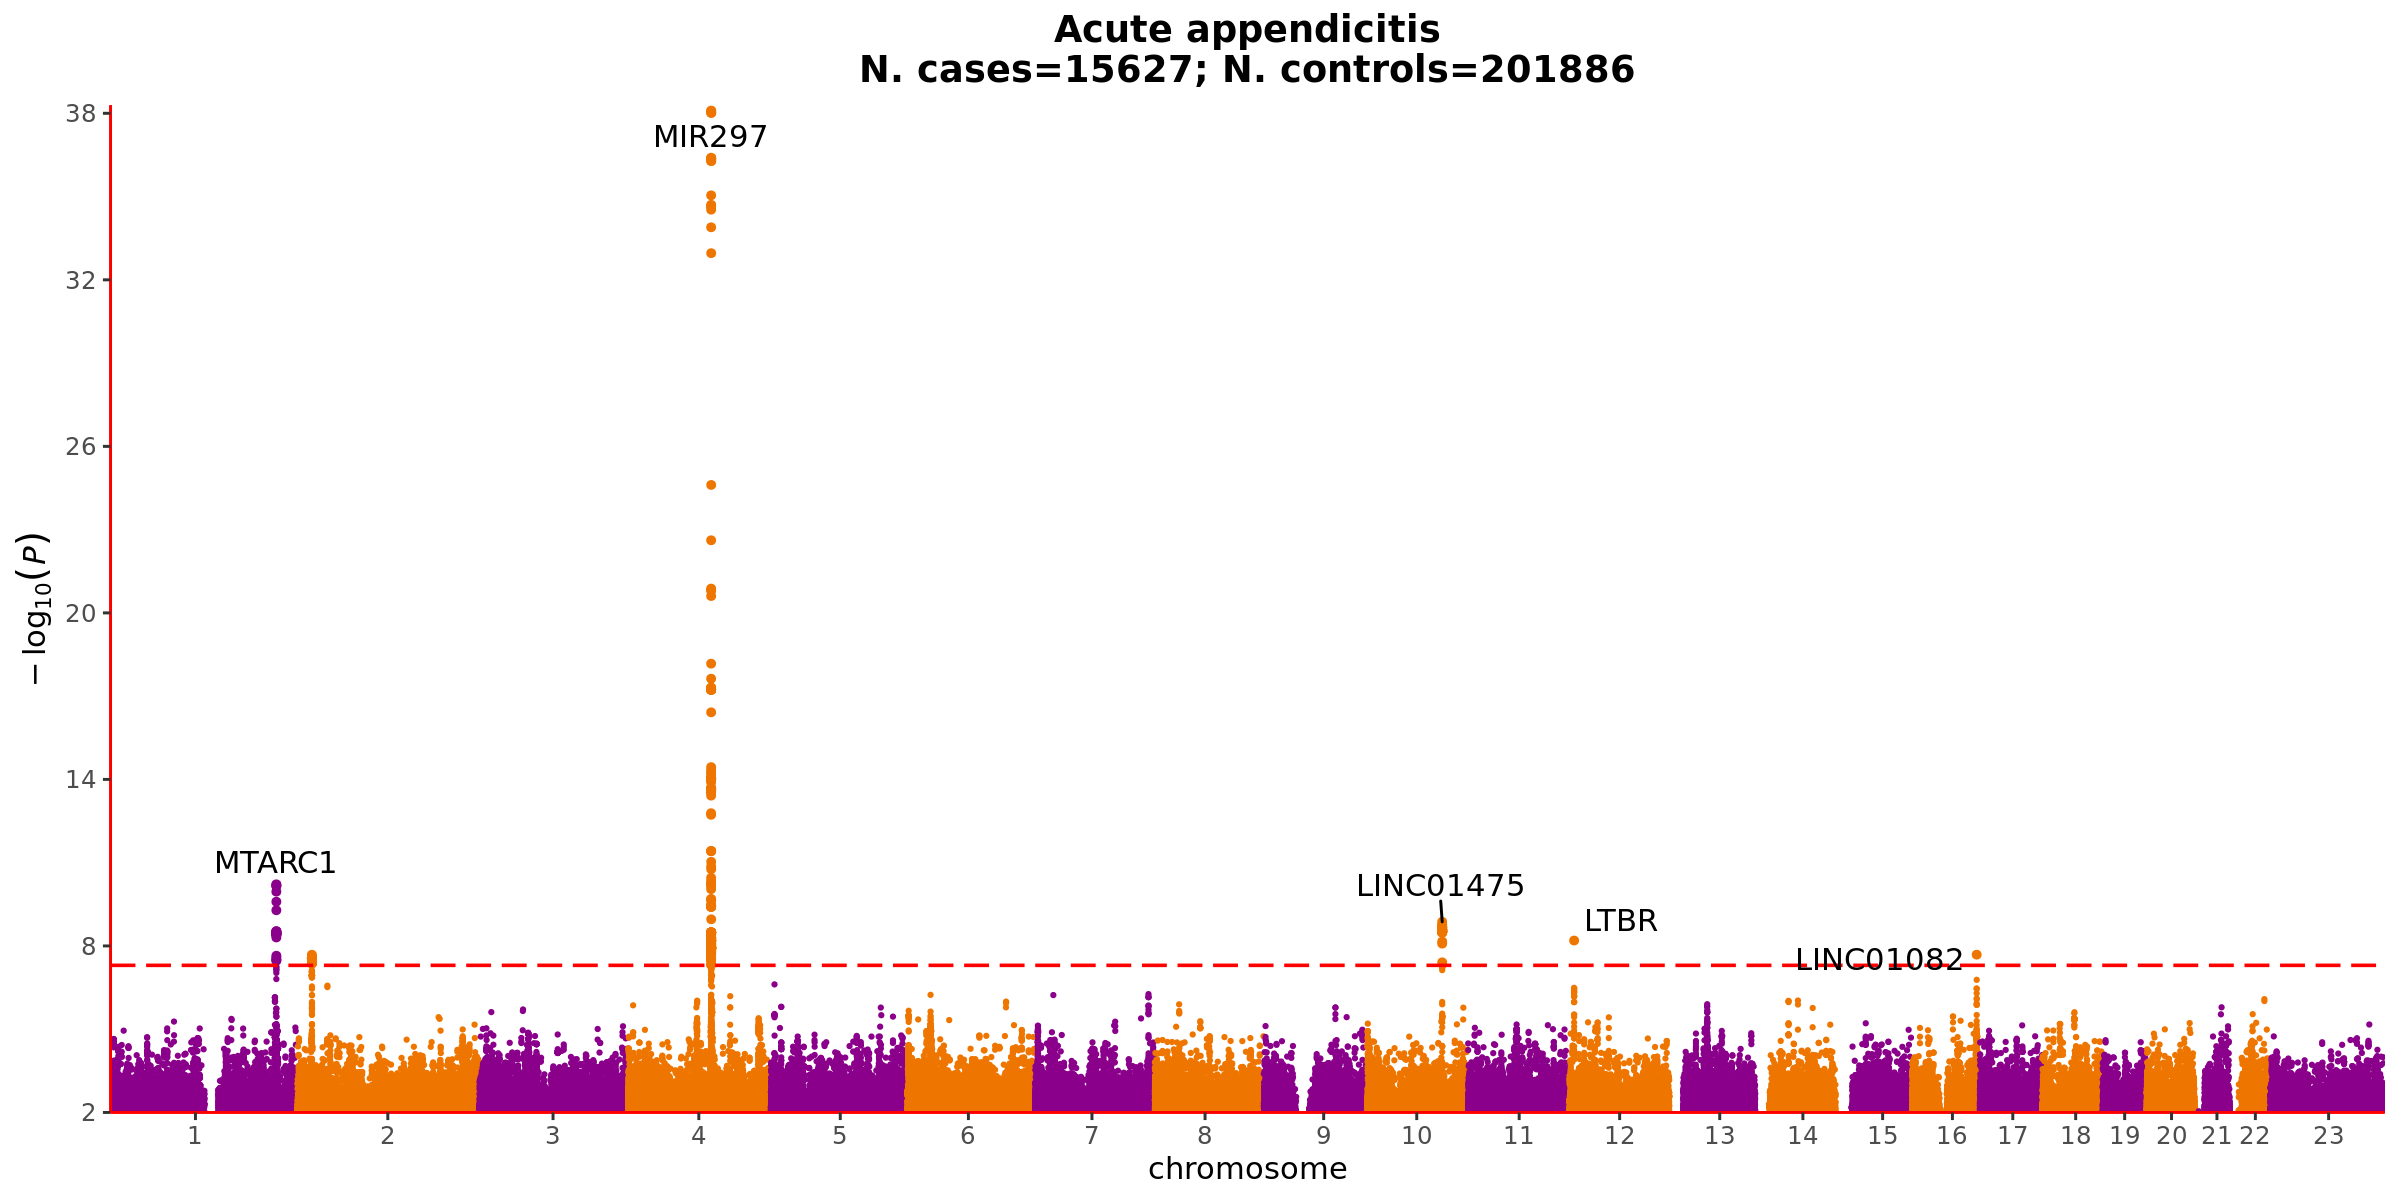 Acute appendicitis
N. cases=15627; N. controls=201886
38
MIR297
32
26
20
14
8
2
− log10(P)
MTARC1
LINC01475
LTBR
LINC01082
1 2 3 4 5 6 7 8 9 10 11 12 13 14 15 16 17 18 19 20 21 22 23
chromosome